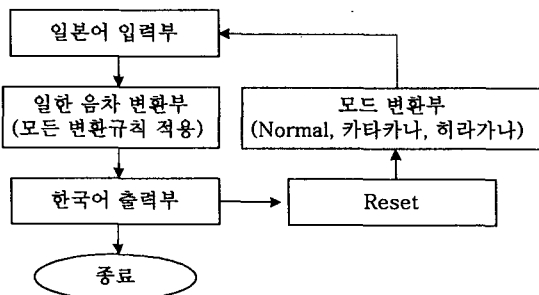 일본어 입력부
일한 음차 변환부
(모든 변환규칙 적용)
모드 변환부
(Normal, 카타카나, 히라가나)
한국어 출력부
Reset
종료